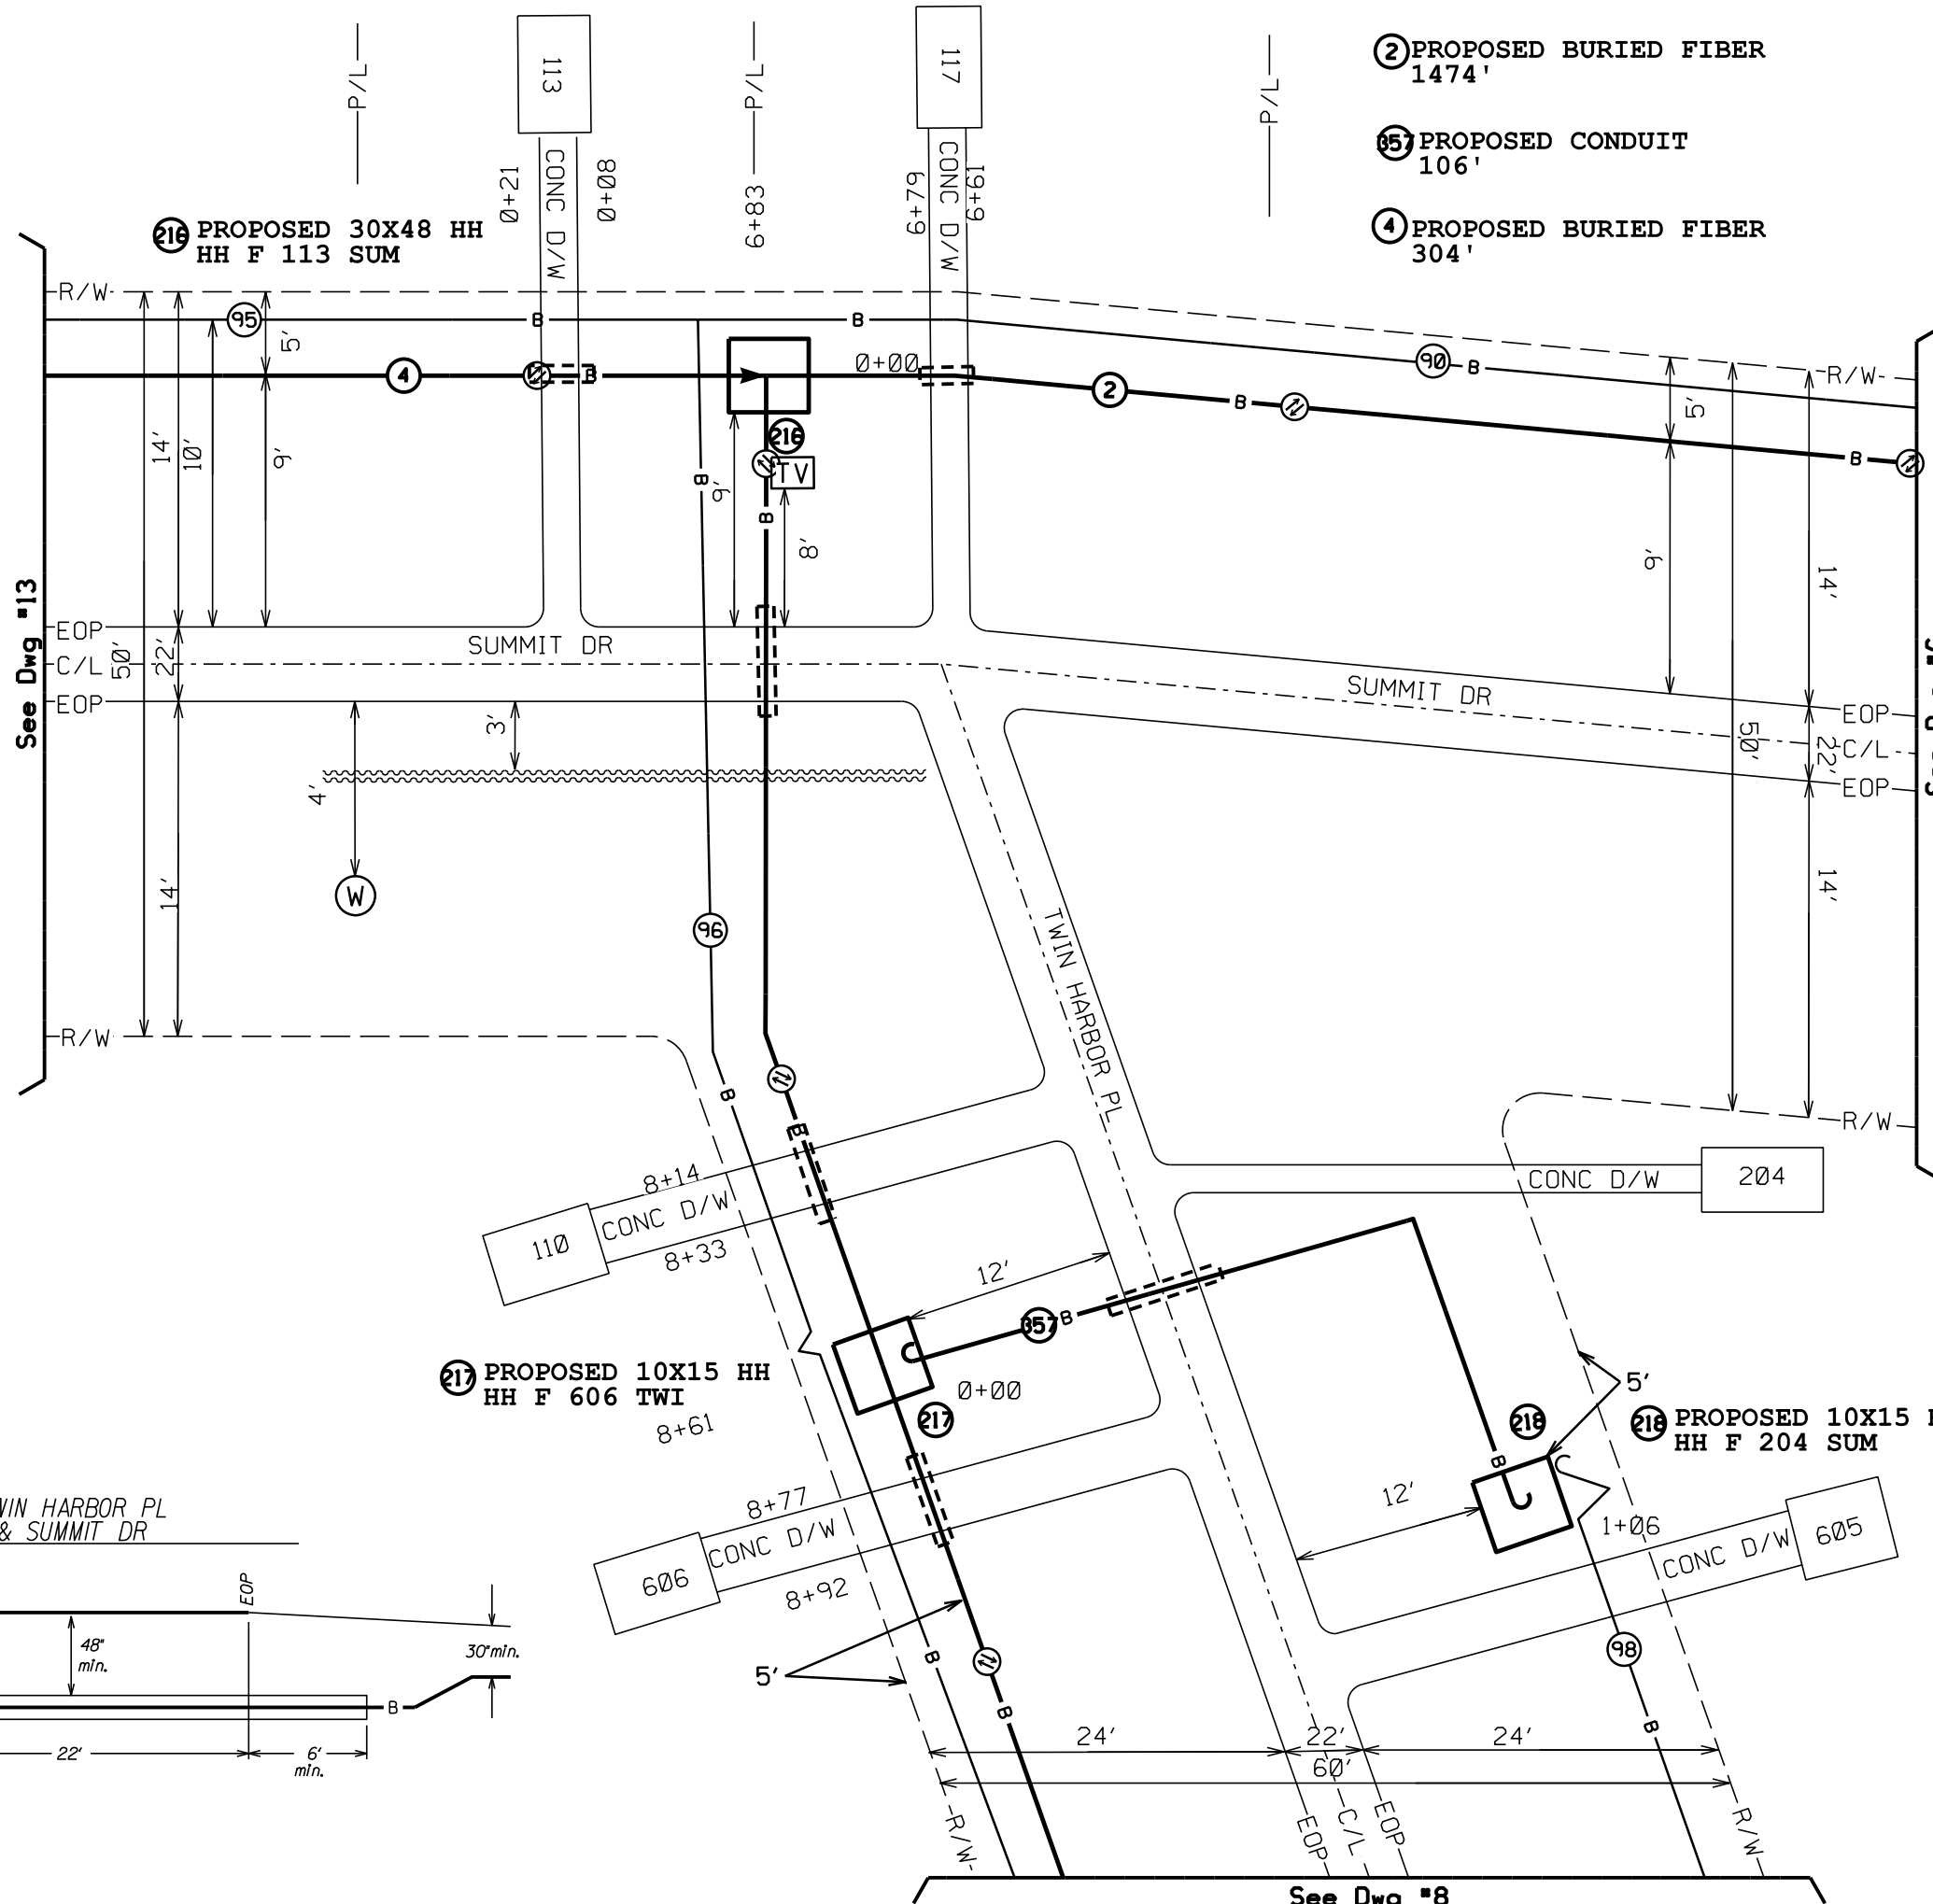 113
117
P/L
P/L
P/L
2 PROPOSED BURIED FIBER
1474'
357 PROPOSED CONDUIT
106'
4 PROPOSED BURIED FIBER
304'
0+21
CONC D/W
0+08
6+83
6+79
CONC D/W
6+61
216 PROPOSED 30X48 HH
HH F 113 SUM
R/W
95
B
B
5'
4
B
0+00
2
B
90
B
R/W
B
5'
14'
10'
9'
216
TV
B
9'
B
8'
9'
14'
See Dwg #13
EOP
C/L
EOP
50'
22'
SUMMIT DR
SUMMIT DR
EOP
C/L
EOP
50'
22'
3'
4'
14'
W
96
14'
TWIN HARBOR PL
R/W
R/W
B
B
8+14
110
CONC D/W
8+33
CONC D/W
204
12'
357
B
217 PROPOSED 10X15 HH
HH F 606 TWI
8+61
0+00
217
5'
218
218 PROPOSED 10X15
HH F 204 SUM
B
12'
1+06
CONC D/W
605
8+77
606
CONC D/W
8+92
5'
B
B
98
B
HARBOR PL
& SUMMIT DR
EOP
48"
min.
30"min.
B
22'
6'
min.
24'
22'
24'
60'
R/W
EOP
C/L
EOP
R/W
See Dwg #8